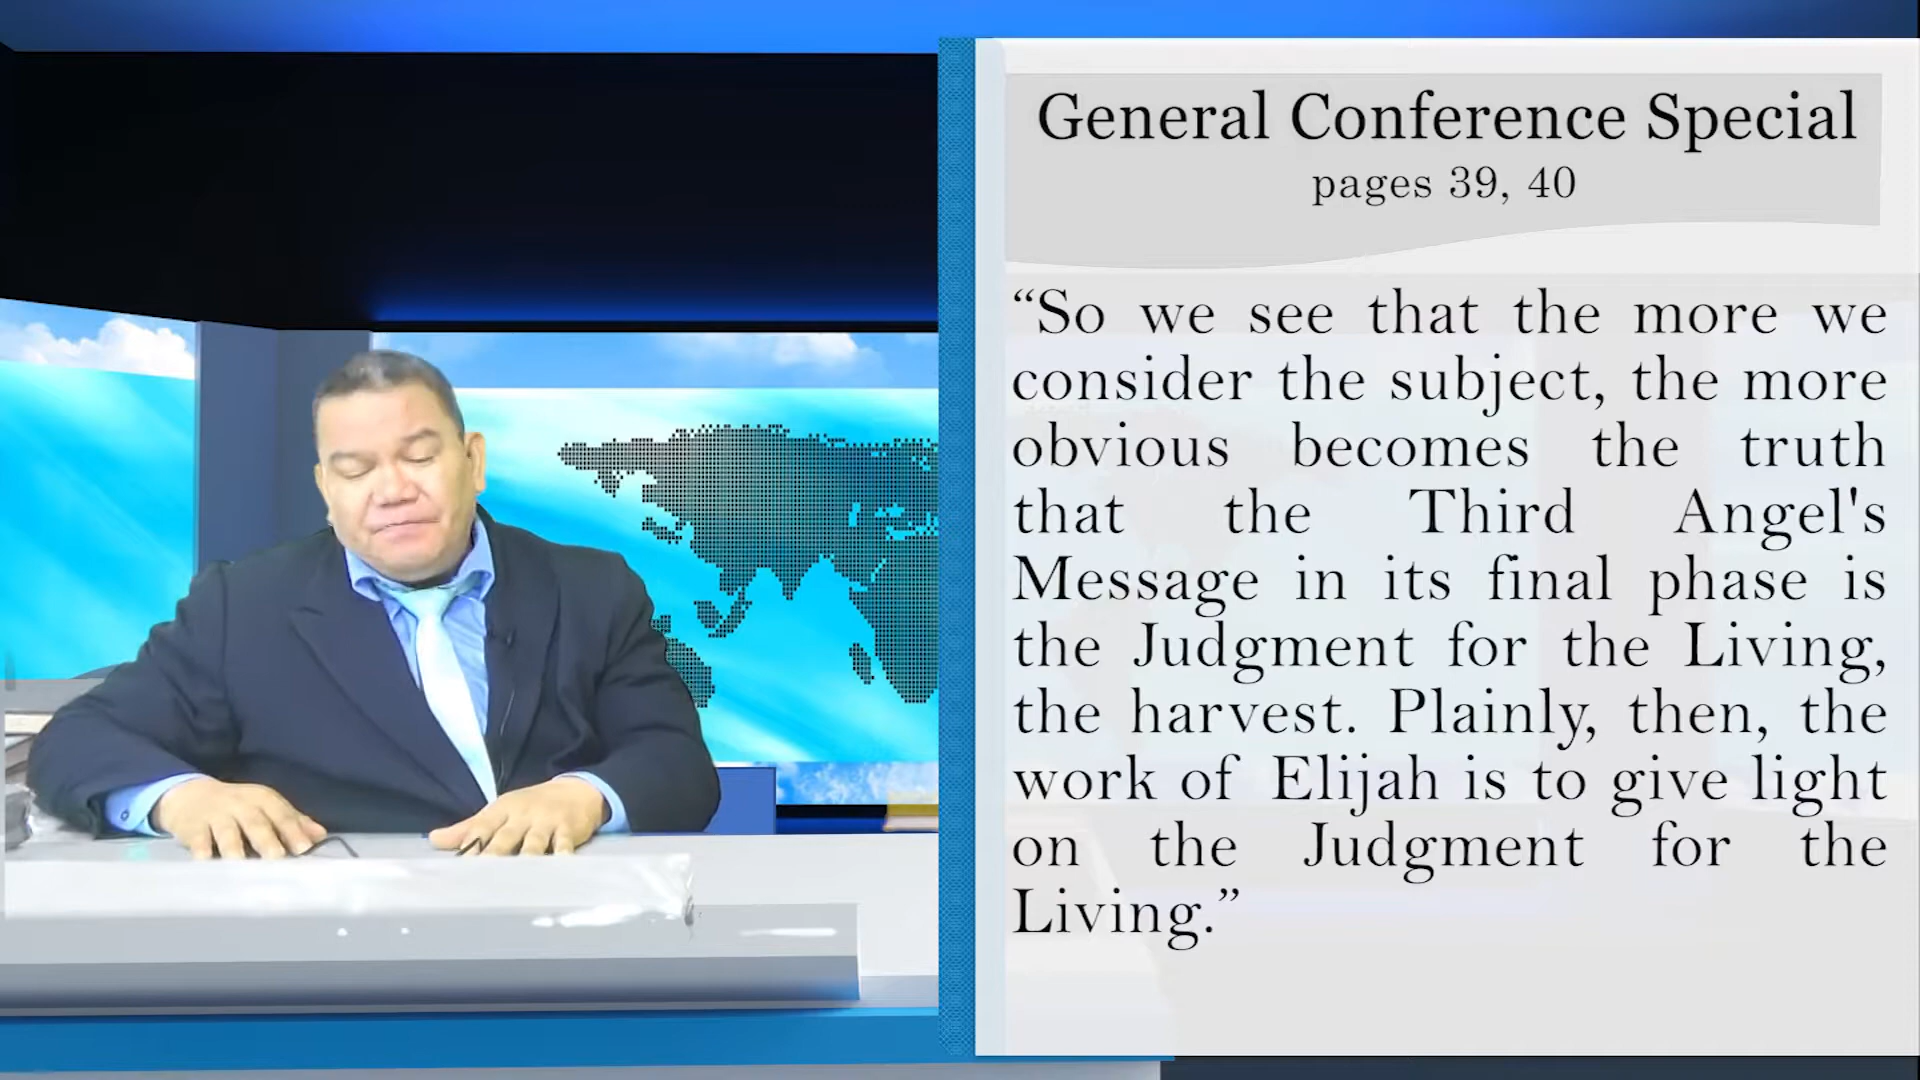 General Conference Special
pages 39, 40
“So we see that the more we
consider the subject, the more
obvious becomes the truth
that the Third Angel's
Message in its final phase is
the Judgment for the Living,
the harvest. Plainly, then, the
work of Elijah is to give light
on the Judgment for the
Living.”